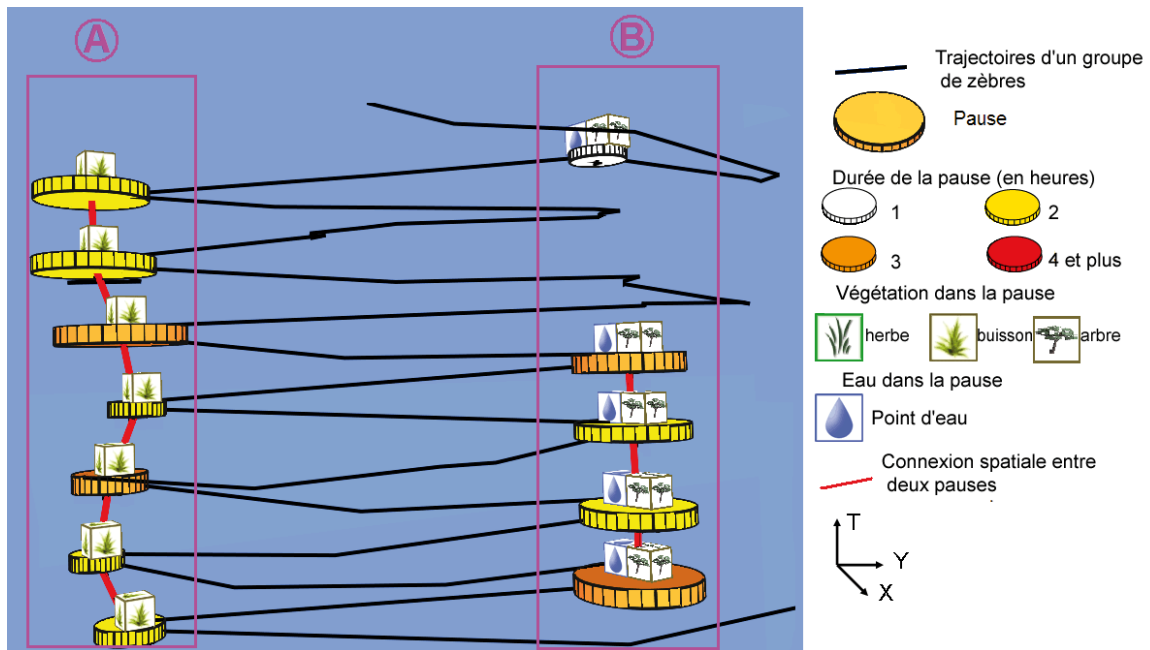 A
B
Trajectoires d'un groupe
de zèbres
Pause
Durée de la pause (en heures)
1
2
3
4 et plus
Végétation dans la pause
herbe
buisson
arbre
Eau dans la pause
Point d'eau
Connexion spatiale entre
deux pauses
T
Y
X